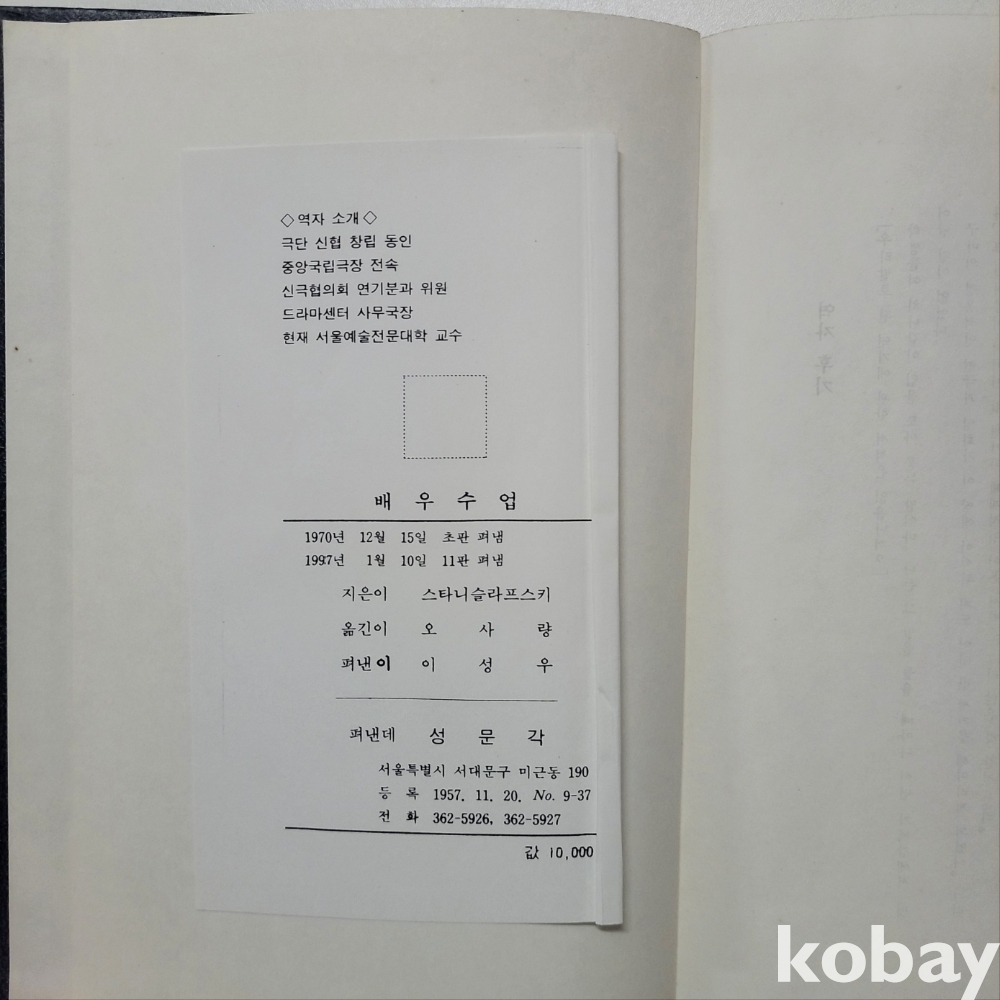 ◇역자 소개◇
극단 신협 창립 동인
중앙국립극장 전속
신극협의회 연기분과 위원
드라마센터 사무국장
현재 서울예술전문대학 교수
배 우 수 업
1970년 12월 15일 초판 펴냄
1997년 1월 10일 11판 펴냄
지은이 스타니슬라프스키
옮긴이 오 사 량
펴낸이 이 성 우
펴낸데 성 문 각
서울특별시 서대문구 미근동 190
등 록 1957. 11. 20. No. 9-37
전 화 362-5926, 362-5927
값 10,000
역자 후기
kobay